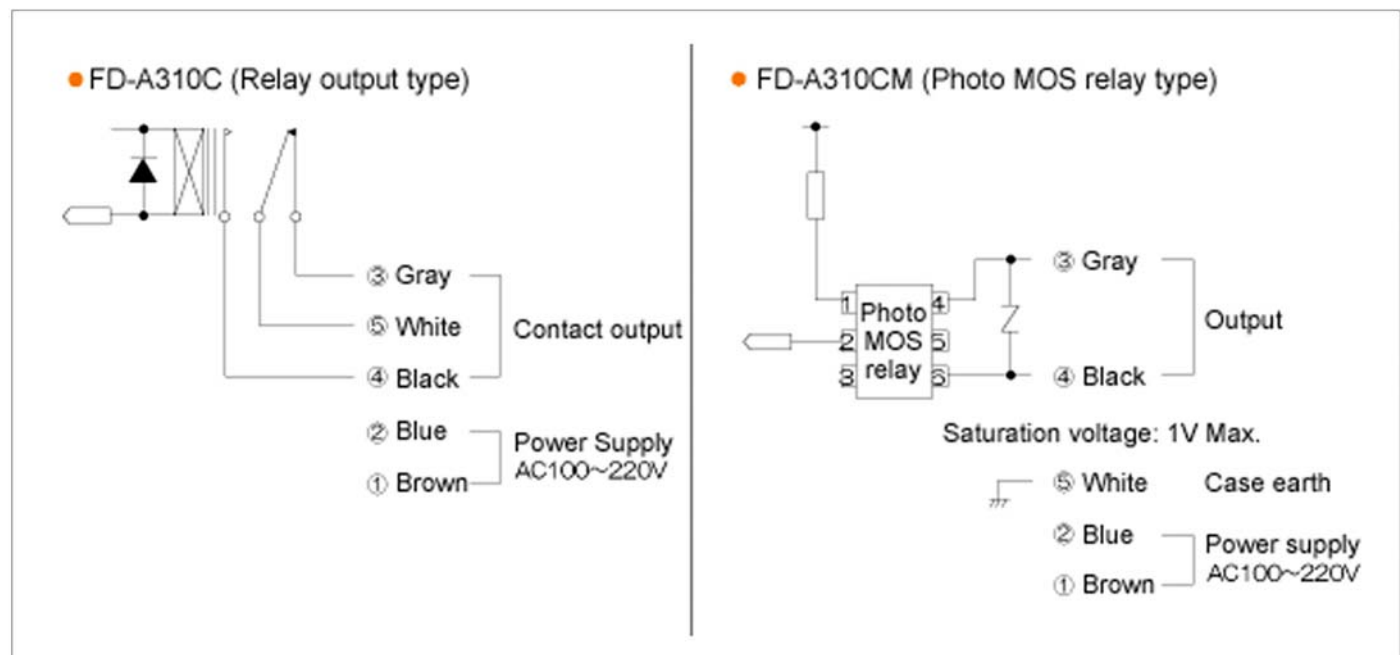 ● FD-A310C (Relay output type)
③ Gray
⑤ White
Contact output
④ Black
② Blue
Power Supply
AC100~220V
① Brown
● FD-A310CM (Photo MOS relay type)
1
2
3
Photo
MOS
relay
4
5
6
③ Gray
Output
④ Black
Saturation voltage: 1V Max.
⑤ White
Case earth
② Blue
Power supply
AC100~220V
① Brown